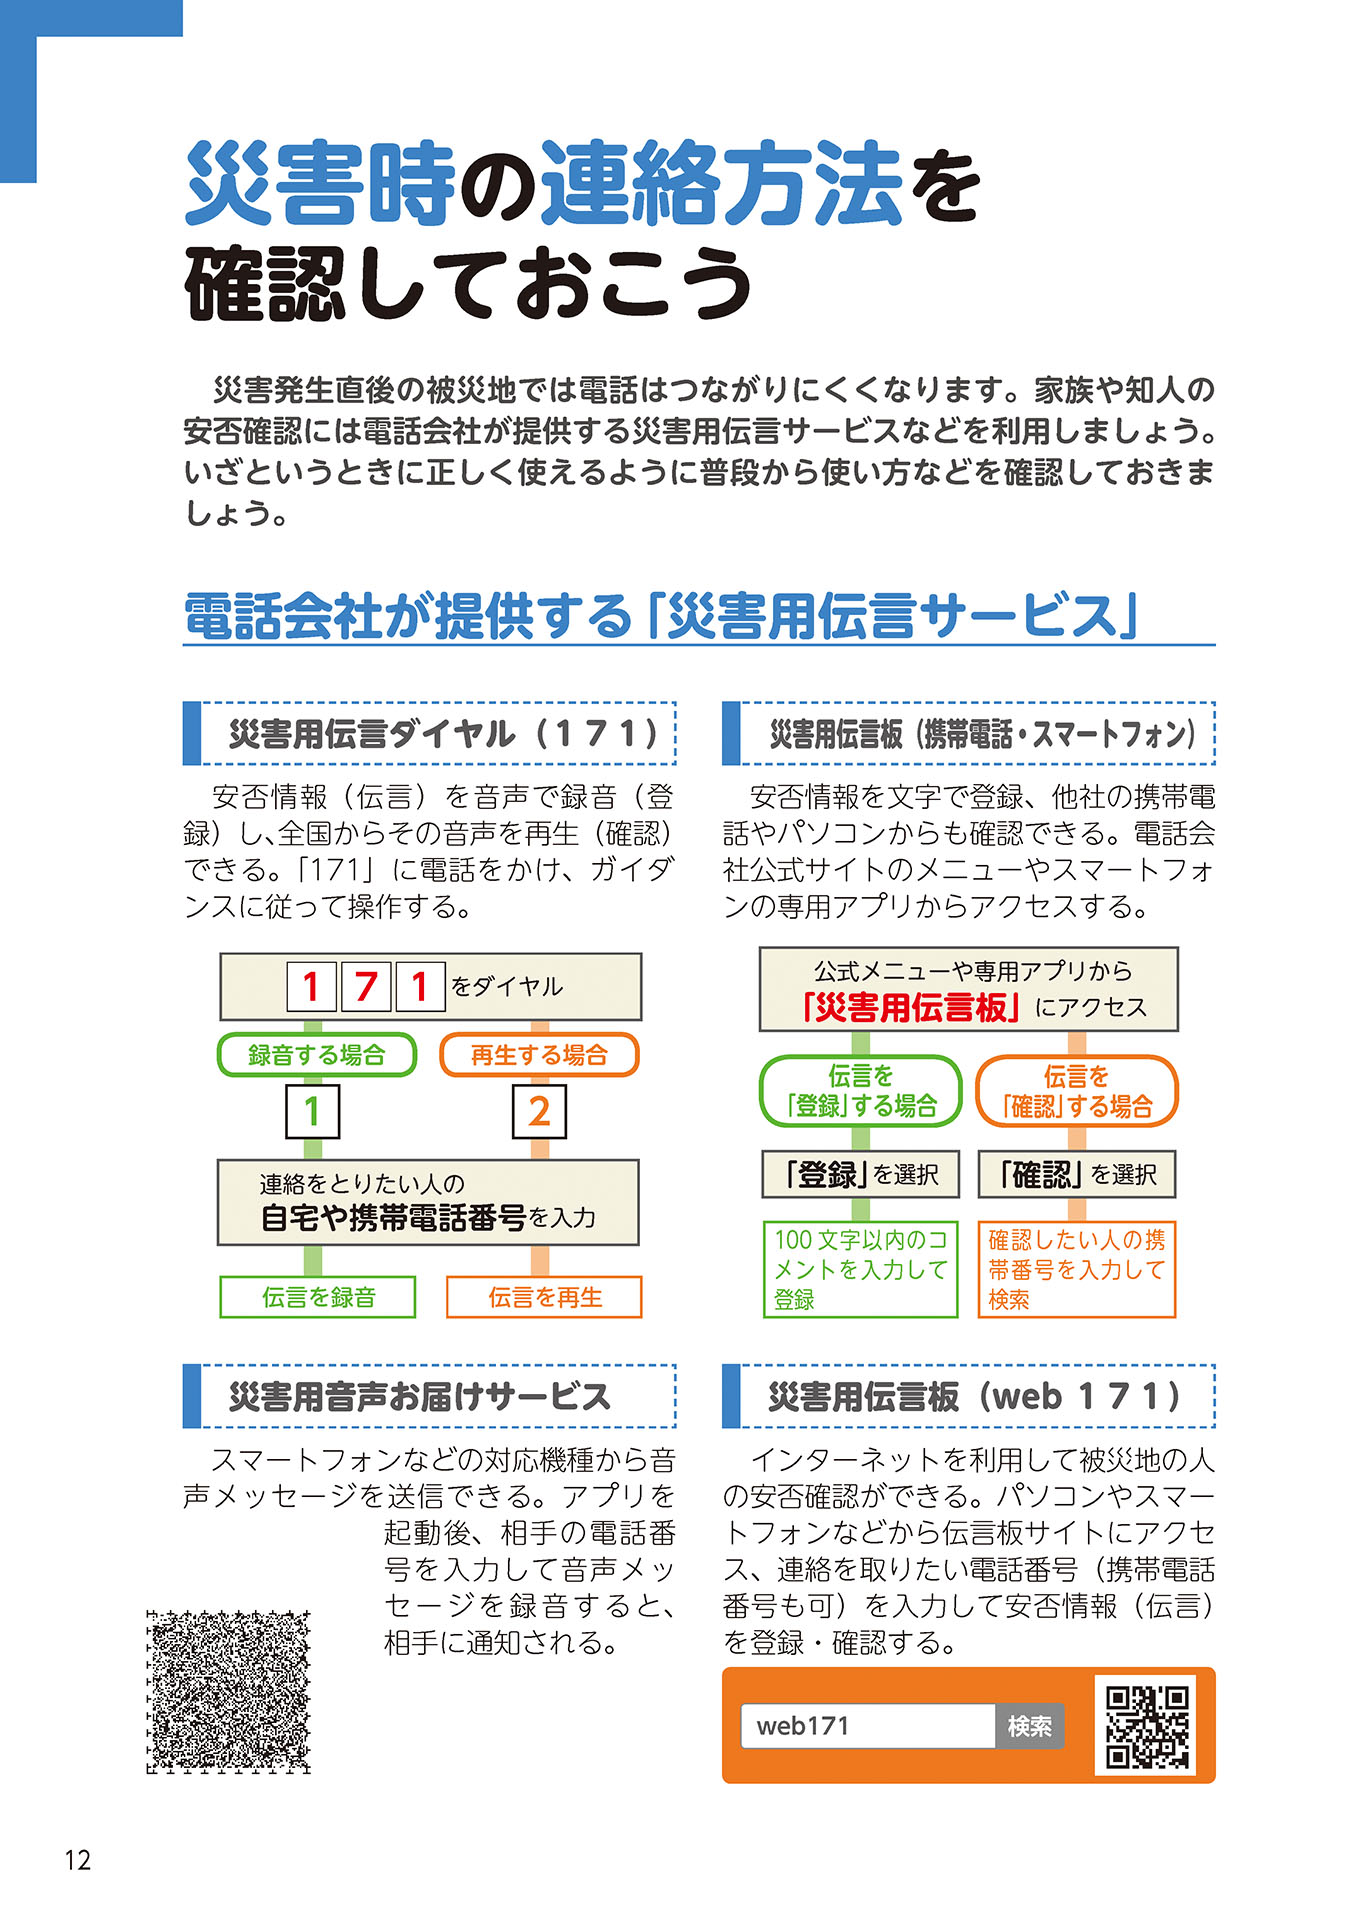 災害時の連絡方法を
確認しておこう
災害発生直後の被災地では電話はつながりにくくなります。家族や知人の
安否確認には電話会社が提供する災害用伝言サービスなどを利用しましょう。
いざというときに正しく使えるように普段から使い方などを確認しておきま
しょう。
電話会社が提供する「災害用伝言サービス」
災害用伝言ダイヤル（１７１）
安否情報（伝言）を音声で録音（登
録）し、全国からその音声を再生（確認）
できる。「171」に電話をかけ、ガイダ
ンスに従って操作する。
1 7 1 をダイヤル
録音する場合
再生する場合
1
2
連絡をとりたい人の
自宅や携帯電話番号を入力
伝言を録音
伝言を再生
災害用伝言板（携帯電話・スマートフォン）
安否情報を文字で登録、他社の携帯電
話やパソコンからも確認できる。電話会
社公式サイトのメニューやスマートフォ
ンの専用アプリからアクセスする。
公式メニューや専用アプリから
「災害用伝言板」にアクセス
伝言を
「登録」する場合
伝言を
「確認」する場合
「登録」を選択
「確認」を選択
100 文字以内のコ
メントを入力して
登録
確認したい人の携
帯番号を入力して
検索
災害用音声お届けサービス
スマートフォンなどの対応機種から音
声メッセージを送信できる。アプリを
起動後、相手の電話番
号を入力して音声メッ
セージを録音すると、
相手に通知される。
災害用伝言板（web １７１）
インターネットを利用して被災地の人
の安否確認ができる。パソコンやスマー
トフォンなどから伝言板サイトにアクセ
ス、連絡を取りたい電話番号（携帯電話
番号も可）を入力して安否情報（伝言）
を登録・確認する。
web171 検索
12